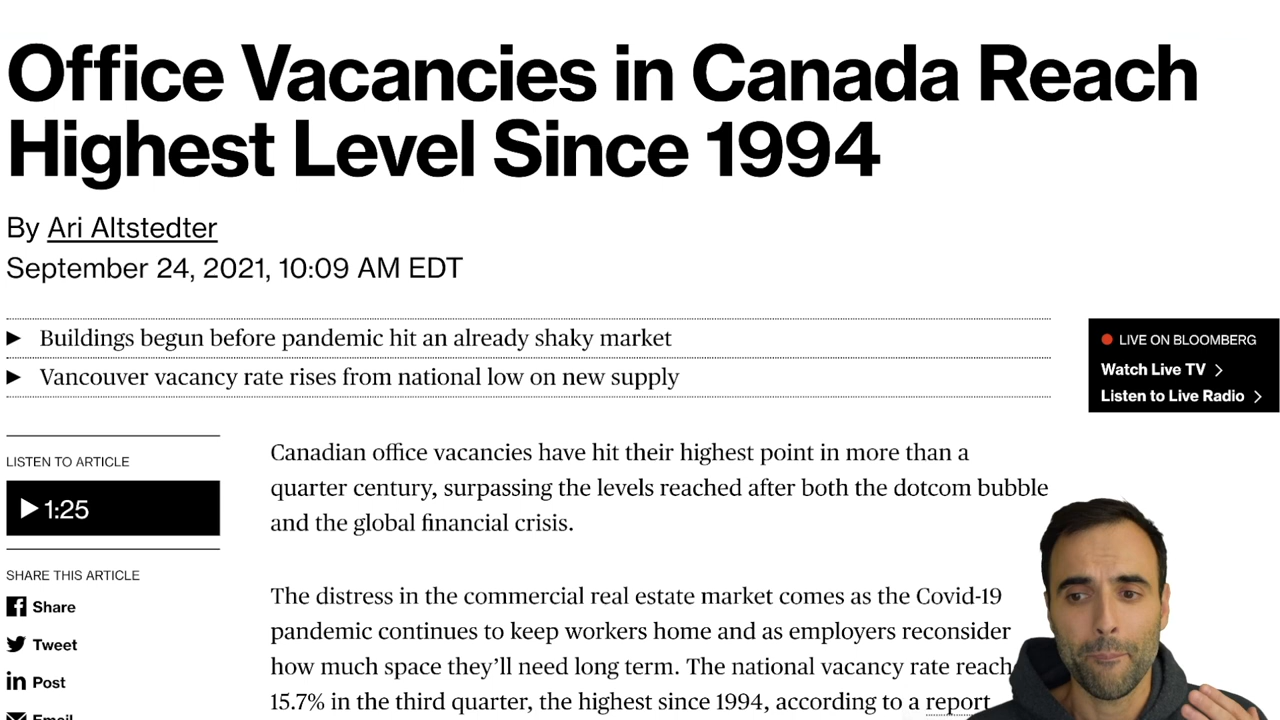 Office Vacancies in Canada Reach
Highest Level Since 1994
By Ari Altstedter
September 24, 2021, 10:09 AM EDT
▶ Buildings begun before pandemic hit an already shaky market
▶ Vancouver vacancy rate rises from national low on new supply
LIVE ON BLOOMBERG
Watch Live TV >
Listen to Live Radio >
LISTEN TO ARTICLE
▶ 1:25
SHARE THIS ARTICLE
Share
Tweet
Post
Email
Canadian office vacancies have hit their highest point in more than a
quarter century, surpassing the levels reached after both the dotcom bubble
and the global financial crisis.
The distress in the commercial real estate market comes as the Covid-19
pandemic continues to keep workers home and as employers reconsider
how much space they’ll need long term. The national vacancy rate reach
15.7% in the third quarter, the highest since 1994, according to a report